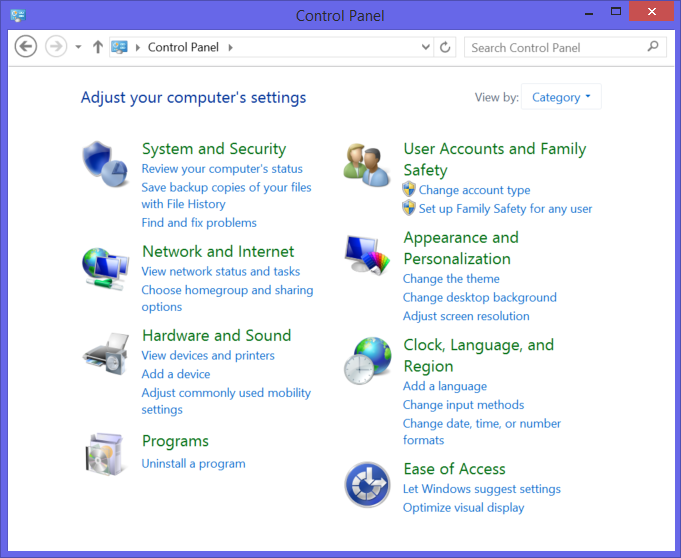 Control Panel
Control Panel
Search Control Panel
Adjust your computer's settings
View by: Category
System and Security
Review your computer's status
Save backup copies of your files
with File History
Find and fix problems
Network and Internet
View network status and tasks
Choose homegroup and sharing
options
Hardware and Sound
View devices and printers
Add a device
Adjust commonly used mobility
settings
Programs
Uninstall a program
User Accounts and Family
Safety
Change account type
Set up Family Safety for any user
Appearance and
Personalization
Change the theme
Change desktop background
Adjust screen resolution
Clock, Language, and
Region
Add a language
Change input methods
Change date, time, or number
formats
Ease of Access
Let Windows suggest settings
Optimize visual display